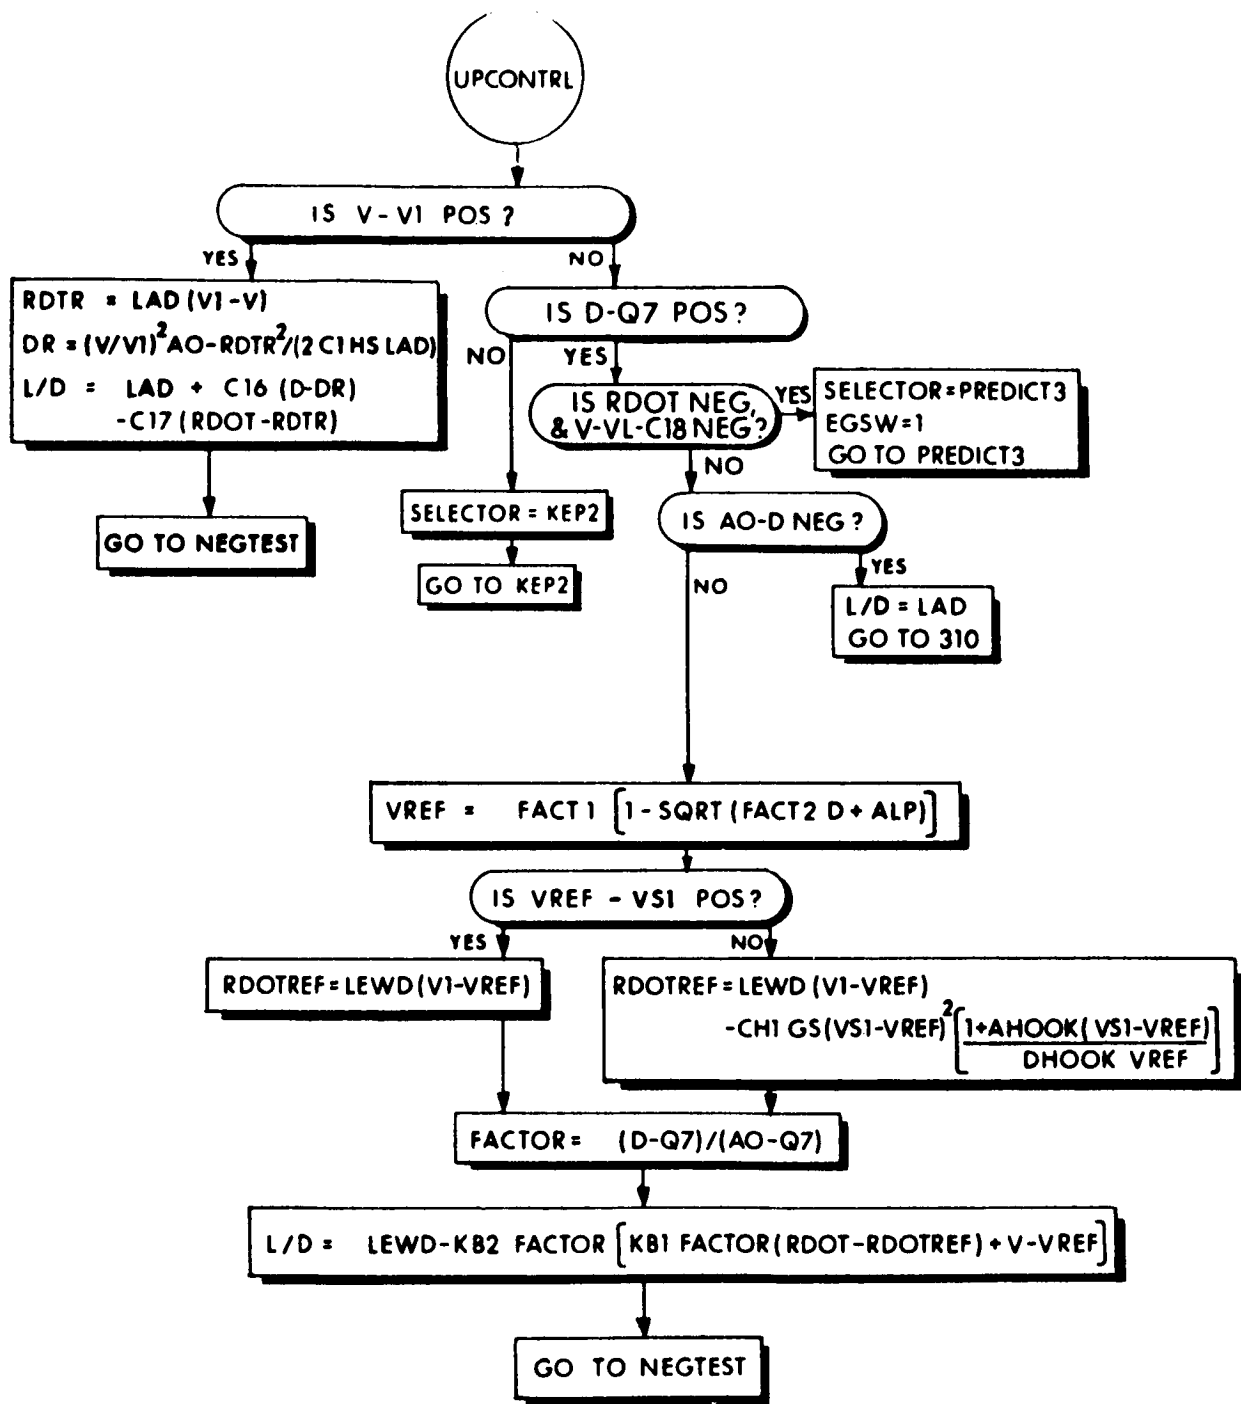 UPCONTRL
IS V-V1 POS ?
YES
NO
RDTR = LAD (V1-V)
DR = (V/V1)²AO-RDTR²/(2 C1 HS LAD)
L/D = LAD + C16 (D-DR)
-C17 (RDOT-RDTR)
GO TO NEGTEST
IS D-Q7 POS?
NO
YES
IS RDOT NEG,
& V-VL-C18 NEG?
YES
SELECTOR=PREDICT3
EGSW=1
GO TO PREDICT3
NO
SELECTOR = KEP2
GO TO KEP2
IS AO-D NEG ?
NO
YES
L/D = LAD
GO TO 310
VREF = FACT1 [1-SQRT (FACT2 D + ALP)]
IS VREF - VS1 POS?
YES
NO
RDOTREF=LEWD(V1-VREF)
RDOTREF=LEWD (V1-VREF)
-CH1 GS(VS1-VREF)²[1+AHOOK(VS1-VREF)
DHOOK VREF]
FACTOR= (D-Q7)/(AO-Q7)
L/D = LEWD-KB2 FACTOR [KB1 FACTOR(RDOT-RDOTREF) + V-VREF]
GO TO NEGTEST